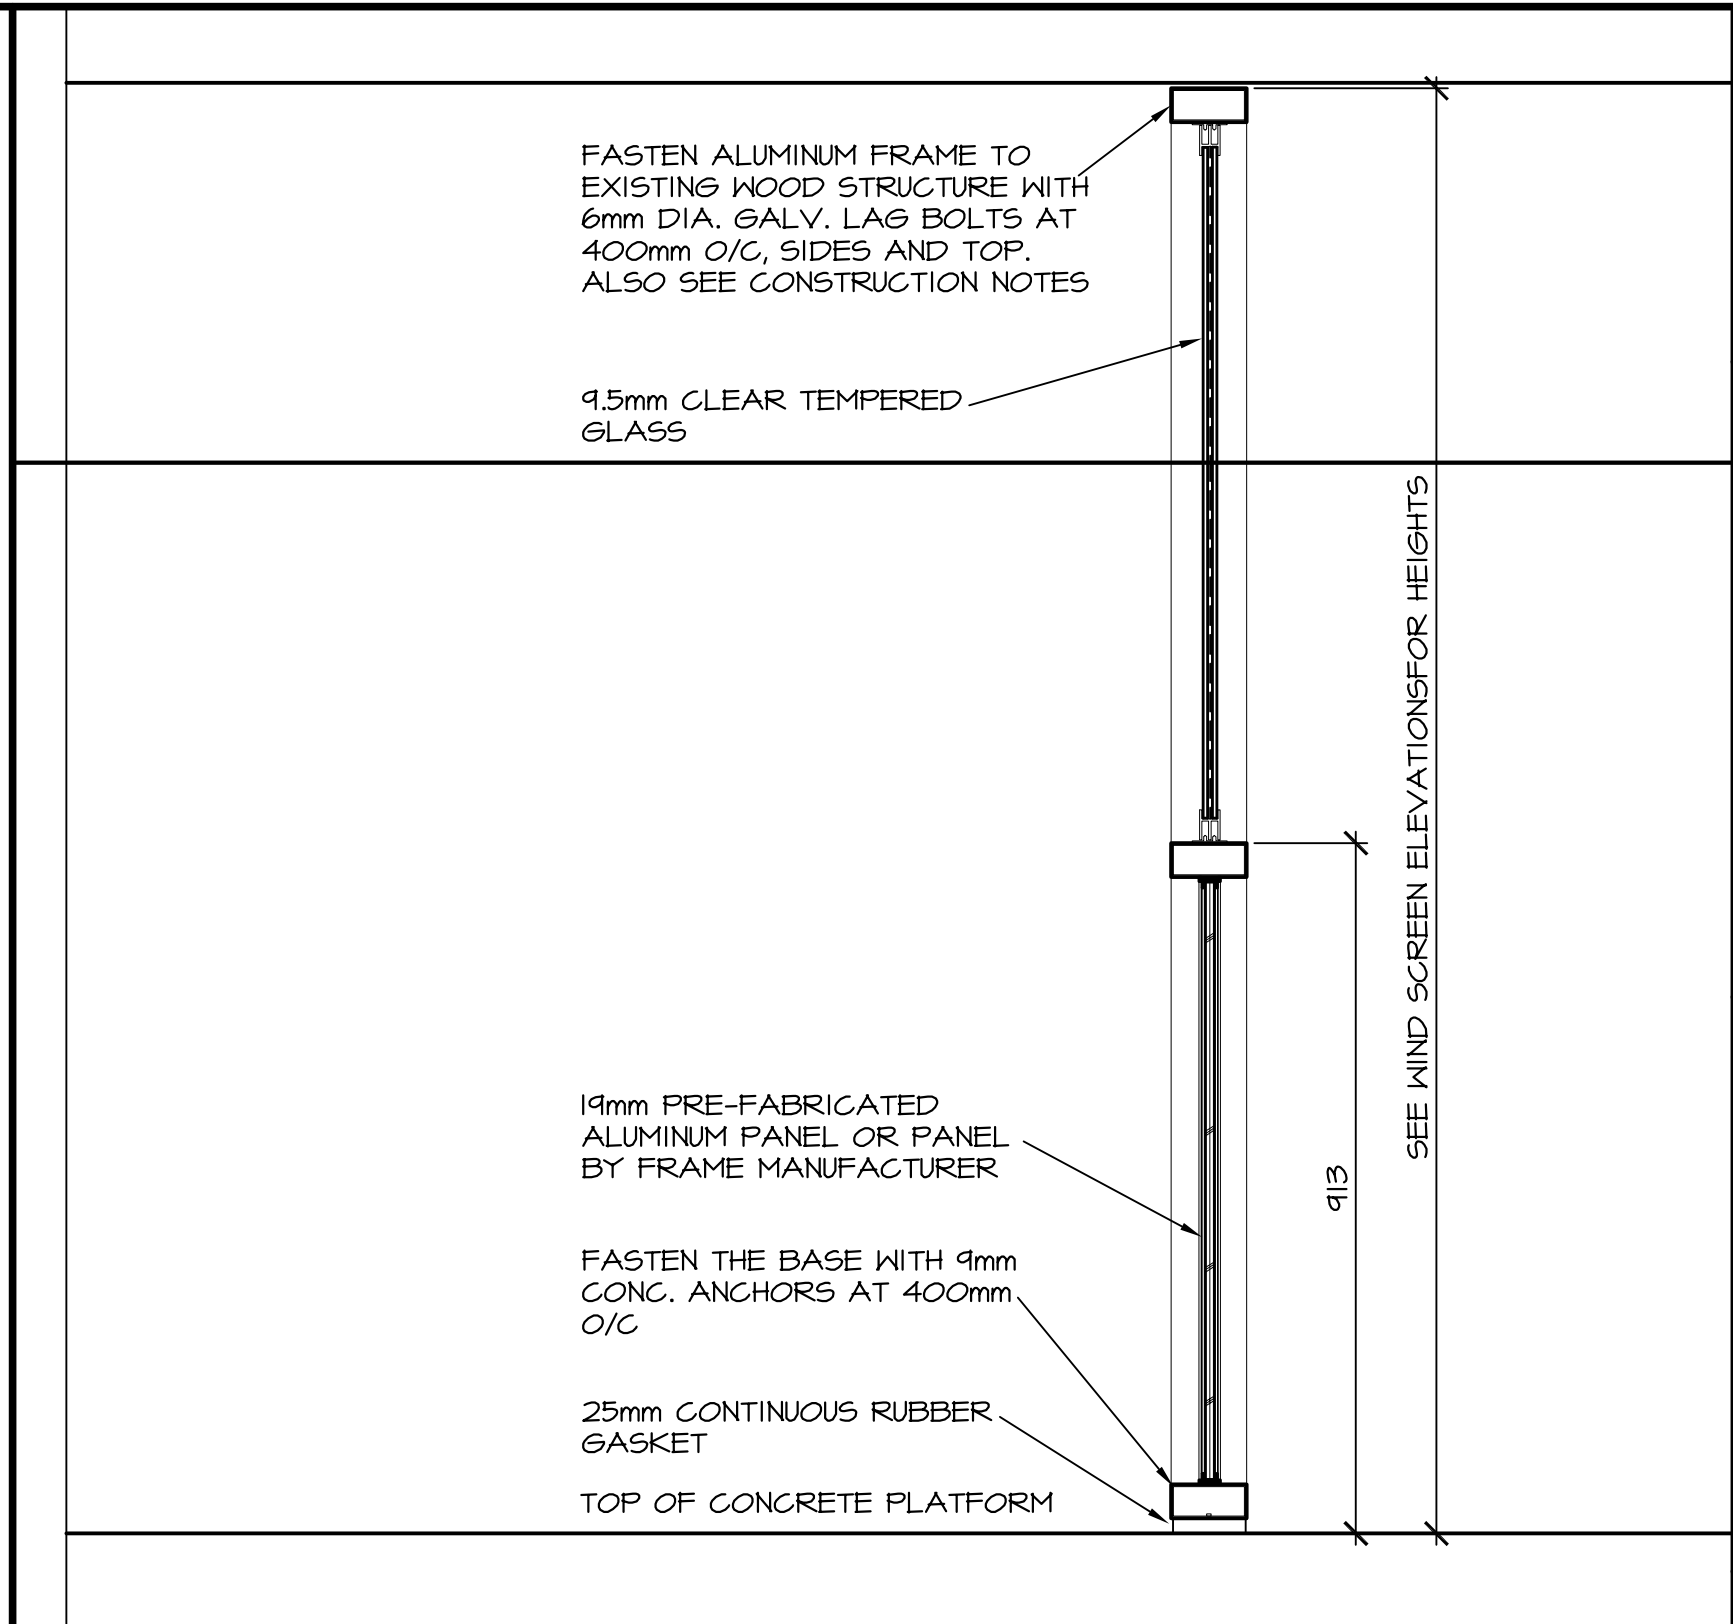 FASTEN ALUMINUM FRAME TO
EXISTING WOOD STRUCTURE WITH
6mm DIA. GALV. LAG BOLTS AT
400mm O/C, SIDES AND TOP.
ALSO SEE CONSTRUCTION NOTES
9.5mm CLEAR TEMPERED
GLASS
SEE WIND SCREEN ELEVATIONSFOR HEIGHTS
19mm PRE-FABRICATED
ALUMINUM PANEL OR PANEL
BY FRAME MANUFACTURER
913
FASTEN THE BASE WITH 9mm
CONC. ANCHORS AT 400mm
O/C
25mm CONTINUOUS RUBBER
GASKET
TOP OF CONCRETE PLATFORM